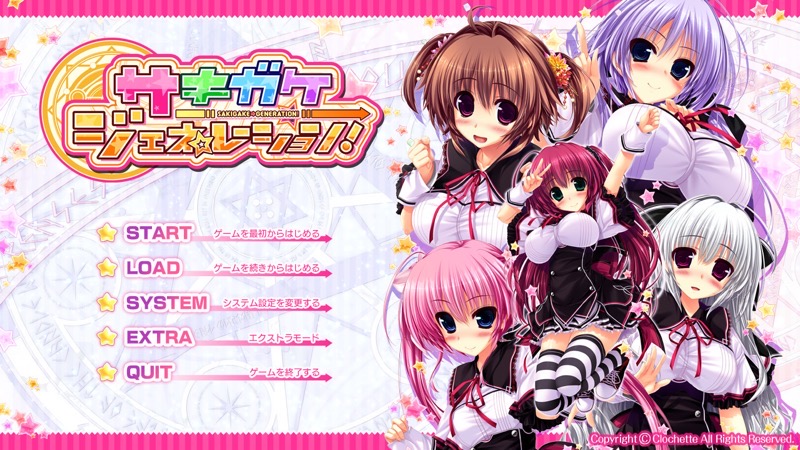 サキガケ
SAKIGAKE☆GENERATION!
ジェネ☆レーション!
START ゲームを最初からはじめる
LOAD ゲームを続きからはじめる
SYSTEM システム設定を変更する
EXTRA エクストラモード
QUIT ゲームを終了する
Copyright © Clochette All Rights Reserved.